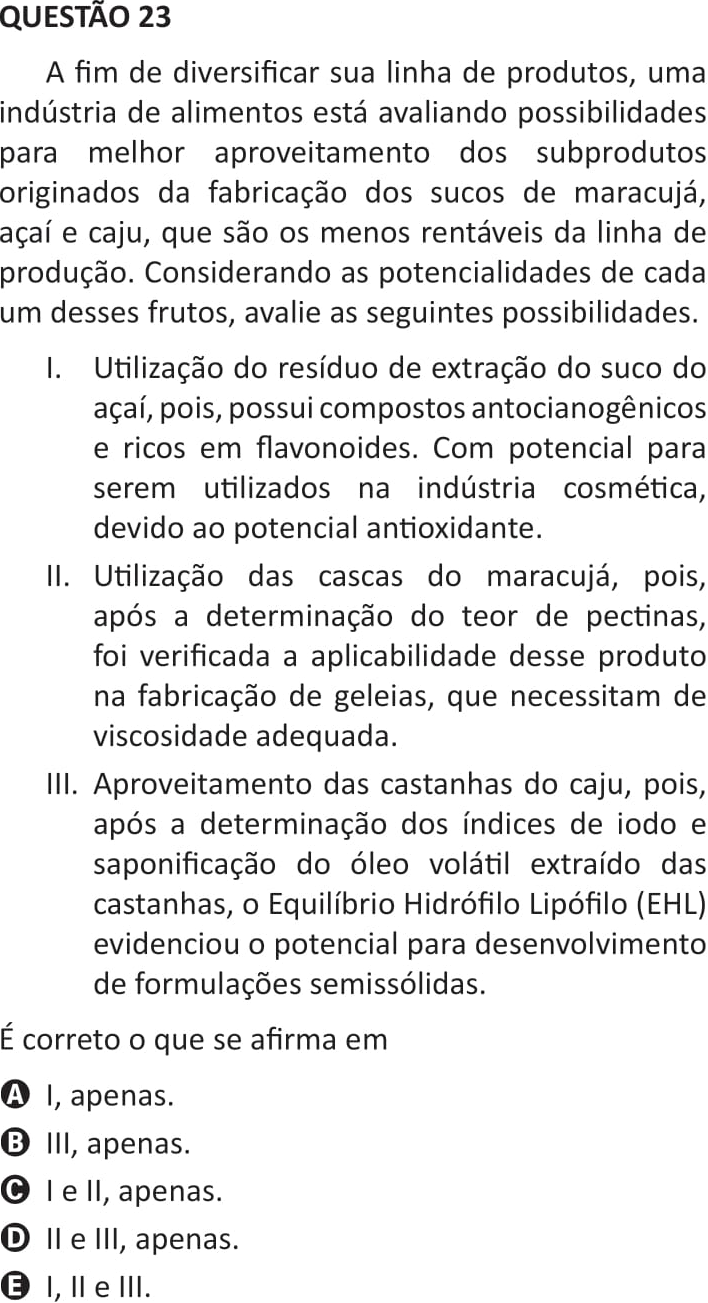 QUESTÃO 23
A fim de diversificar sua linha de produtos, uma
indústria de alimentos está avaliando possibilidades
para melhor aproveitamento dos subprodutos
originados da fabricação dos sucos de maracujá,
açaí e caju, que são os menos rentáveis da linha de
produção. Considerando as potencialidades de cada
um desses frutos, avalie as seguintes possibilidades.
I. Utilização do resíduo de extração do suco do
açaí, pois, possui compostos antocianogênicos
e ricos em flavonoides. Com potencial para
serem utilizados na indústria cosmética,
devido ao potencial antioxidante.
II. Utilização das cascas do maracujá, pois,
após a determinação do teor de pectinas,
foi verificada a aplicabilidade desse produto
na fabricação de geleias, que necessitam de
viscosidade adequada.
III. Aproveitamento das castanhas do caju, pois,
após a determinação dos índices de iodo e
saponificação do óleo volátil extraído das
castanhas, o Equilíbrio Hidrófilo Lipófilo (EHL)
evidenciou o potencial para desenvolvimento
de formulações semissólidas.
É correto o que se afirma em
A I, apenas.
B III, apenas.
C I e II, apenas.
D II e III, apenas.
E I, II e III.